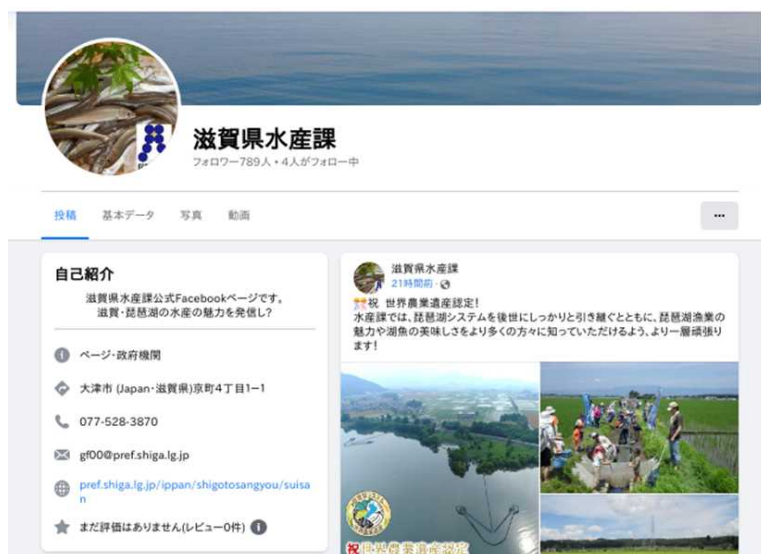 滋賀県水産課
フォロワー789人・4人がフォロー中
投稿
基本データ
写真
動画
自己紹介
滋賀県水産課公式Facebookページです。
滋賀・琵琶湖の水産の魅力を発信し?
ページ・政府機関
大津市 (Japan・滋賀県)京町4丁目1−1
077-528-3870
gf00@pref.shiga.lg.jp
pref.shiga.lg.jp/ippan/shigotosangyou/suisa
n
まだ評価はありません(レビュー0件)
滋賀県水産課
21時間前
祝 世界農業遺産認定!
水産課では、琵琶湖システムを後世にしっかりと引き継ぐとともに、琵琶湖漁業の
魅力や湖魚の美味しさをより多くの方々に知っていただけるよう、より一層頑張り
ます!
祝世界農業遺産認定